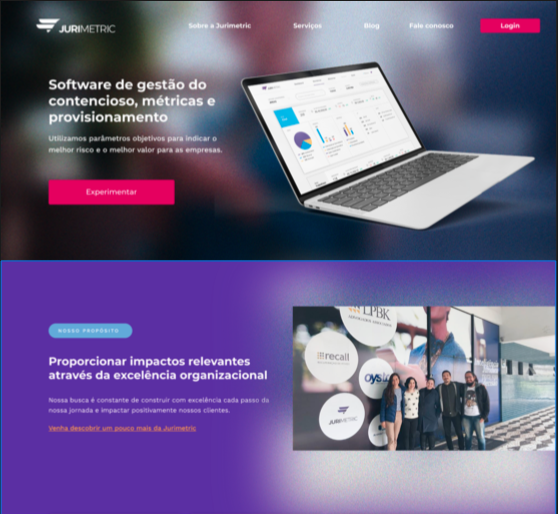 JURIMETRIC
Sobre a Jurimetric
Serviços
Blog
Fale conosco
Login
Software de gestão do
contencioso, métricas e
provisionamento
Utilizamos parâmetros objetivos para indicar o
melhor risco e o melhor valor para as empresas.
Experimentar
NOSSO PROPÓSITO
Proporcionar impactos relevantes
através da excelência organizacional
Nossa busca é constante de construir com excelência cada passo da
nossa jornada e impactar positivamente nossos clientes.
Venha descobrir um pouco mais da Jurimetric
LPBK
recall
JURIMETRIC